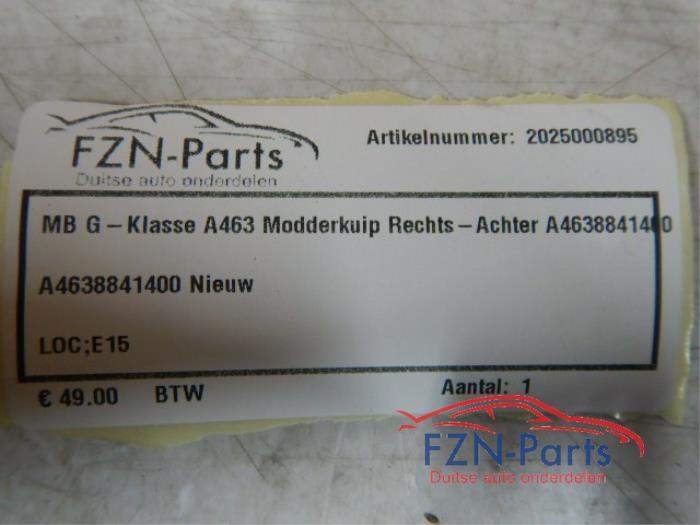 FZN-Parts
Duitse auto onderdelen
Artikelnummer: 2025000895
MB G-Klasse A463 Modderkuip Rechts-Achter A4638841400
A4638841400 Nieuw
LOC;E15
€ 49.00 BTW Aantal: 1
FZN-Parts
Duitse auto onderdelen